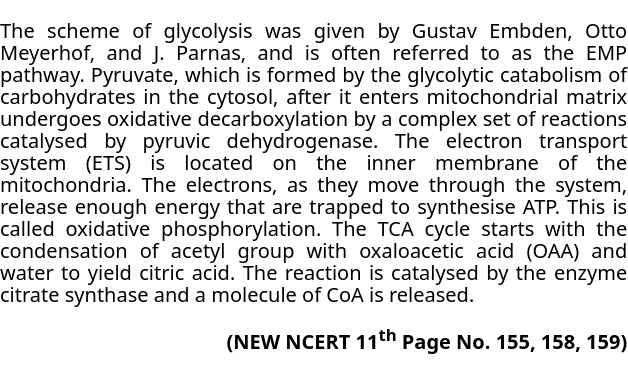 The scheme of glycolysis was given by Gustav Embden, Otto
Meyerhof, and J. Parnas, and is often referred to as the EMP
pathway. Pyruvate, which is formed by the glycolytic catabolism of
carbohydrates in the cytosol, after it enters mitochondrial matrix
undergoes oxidative decarboxylation by a complex set of reactions
catalysed by pyruvic dehydrogenase. The electron transport
system (ETS) is located on the inner membrane of the
mitochondria. The electrons, as they move through the system,
release enough energy that are trapped to synthesise ATP. This is
called oxidative phosphorylation. The TCA cycle starts with the
condensation of acetyl group with oxaloacetic acid (OAA) and
water to yield citric acid. The reaction is catalysed by the enzyme
citrate synthase and a molecule of CoA is released.
(NEW NCERT 11th Page No. 155, 158, 159)